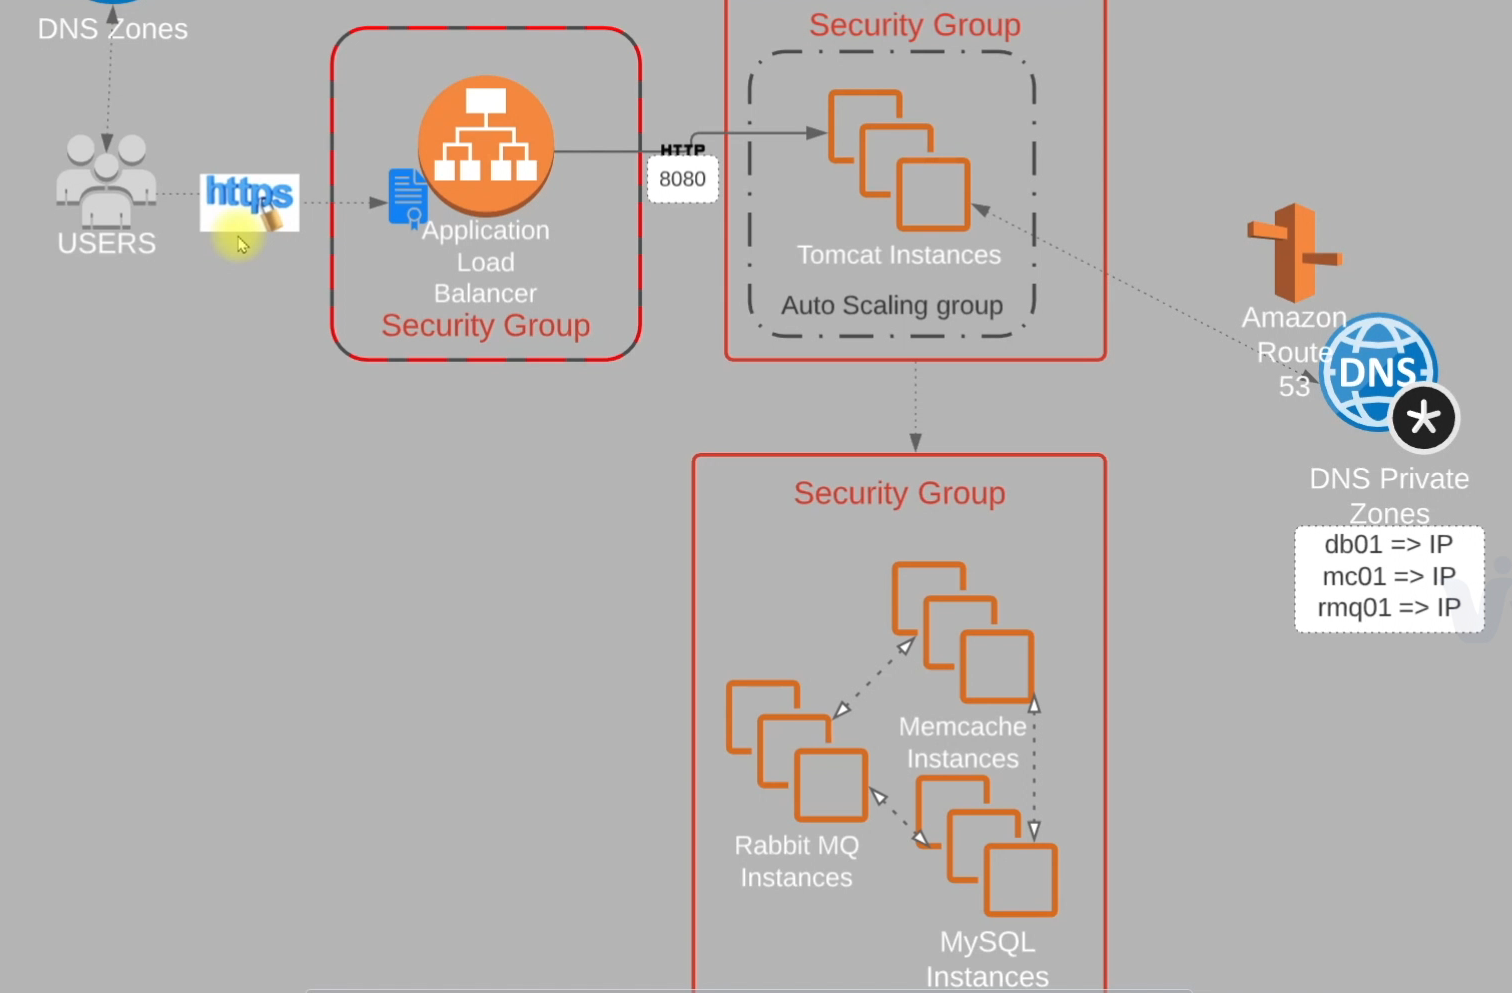 DNS Zones
USERS
https
Application
Load
Balancer
Security Group
HTTP
8080
Security Group
Tomcat Instances
Auto Scaling group
Amazon
Route
53
DNS
DNS Private
Zones
db01 => IP
mc01 => IP
rmq01 => IP
Security Group
Memcache
Instances
Rabbit MQ
Instances
MySQL
Instances